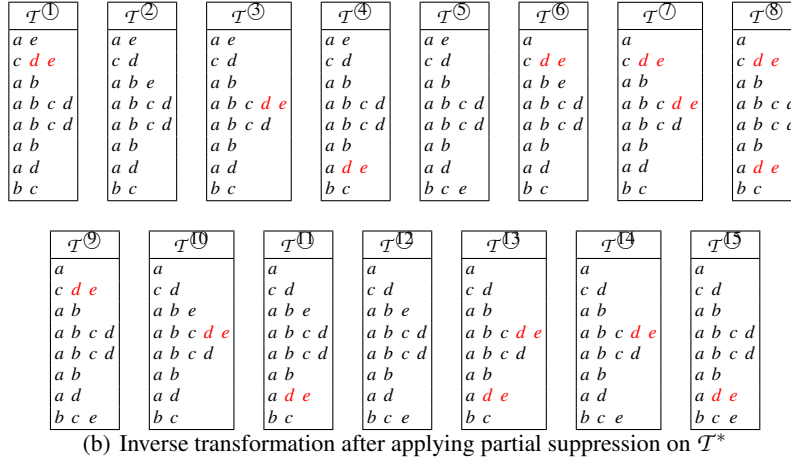 𝒯① 𝒯② 𝒯③ 𝒯④ 𝒯⑤ 𝒯⑥ 𝒯⑦ 𝒯⑧
a e a e a e a e a e a a a
c d e c d c d c d c d c d e c d e c d e
a b a b e a b a b a b a b e a b a b
a b c d a b c d a b c d e a b c d a b c d a b c d a b c d e a b c d
a b c d a b c d a b c d a b c d a b c d a b c d a b c d a b c d
a b a b a b a b a b a b a b a b
a d a d a d a d e a d a d a d a d e
b c b c b c b c b c e b c b c b c
𝒯⑨ 𝒯⑩ 𝒯⑪ 𝒯⑫ 𝒯⑬ 𝒯⑭ 𝒯⑮
a a a a a a a
c d e c d c d c d c d c d c d
a b a b e a b a b e a b a b a b
a b c d a b c d e a b c d a b c d a b c d e a b c d e a b c d
a b c d a b c d a b c d a b c d a b c d a b c d a b c d
a b a b a b a b a b a b a b
a d a d a d e a d a d e a d a d e
b c e b c b c b c e b c b c e b c e
(b) Inverse transformation after applying partial suppression on 𝒯*